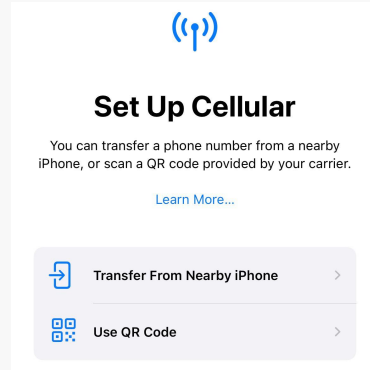 Set Up Cellular
You can transfer a phone number from a nearby
iPhone, or scan a QR code provided by your carrier.
Learn More...
Transfer From Nearby iPhone
Use QR Code